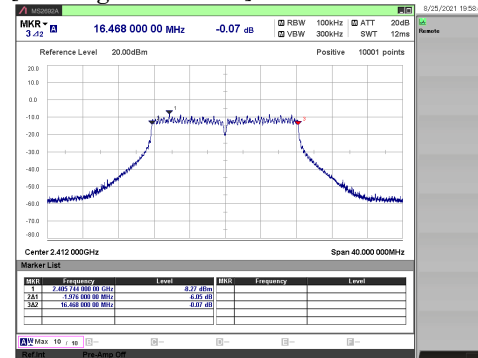 MS2692A
8/25/2021 19:58
MKR 3 Δ2 16.468 000 00 MHz -0.07 dB RBW 100kHz ATT 20dB
VBW 300kHz SWT 12ms
Remote
Reference Level 20.00dBm Positive 10001 points
20.0
10.0
0.0
-10.0
-20.0
-30.0
-40.0
-50.0
-60.0
-70.0
-80.0
1
2
Center 2.412 000GHz Span 40.000 000MHz
Marker List
MKR Frequency Level MKR Frequency Level
1 2.405 744 000 00 GHz 8.27 dBm
2Δ1 -1.976 000 00 MHz -6.05 dB
3Δ2 16.468 000 00 MHz -0.07 dB
Max 10 / 10
Ref.Int Pre-Amp Off